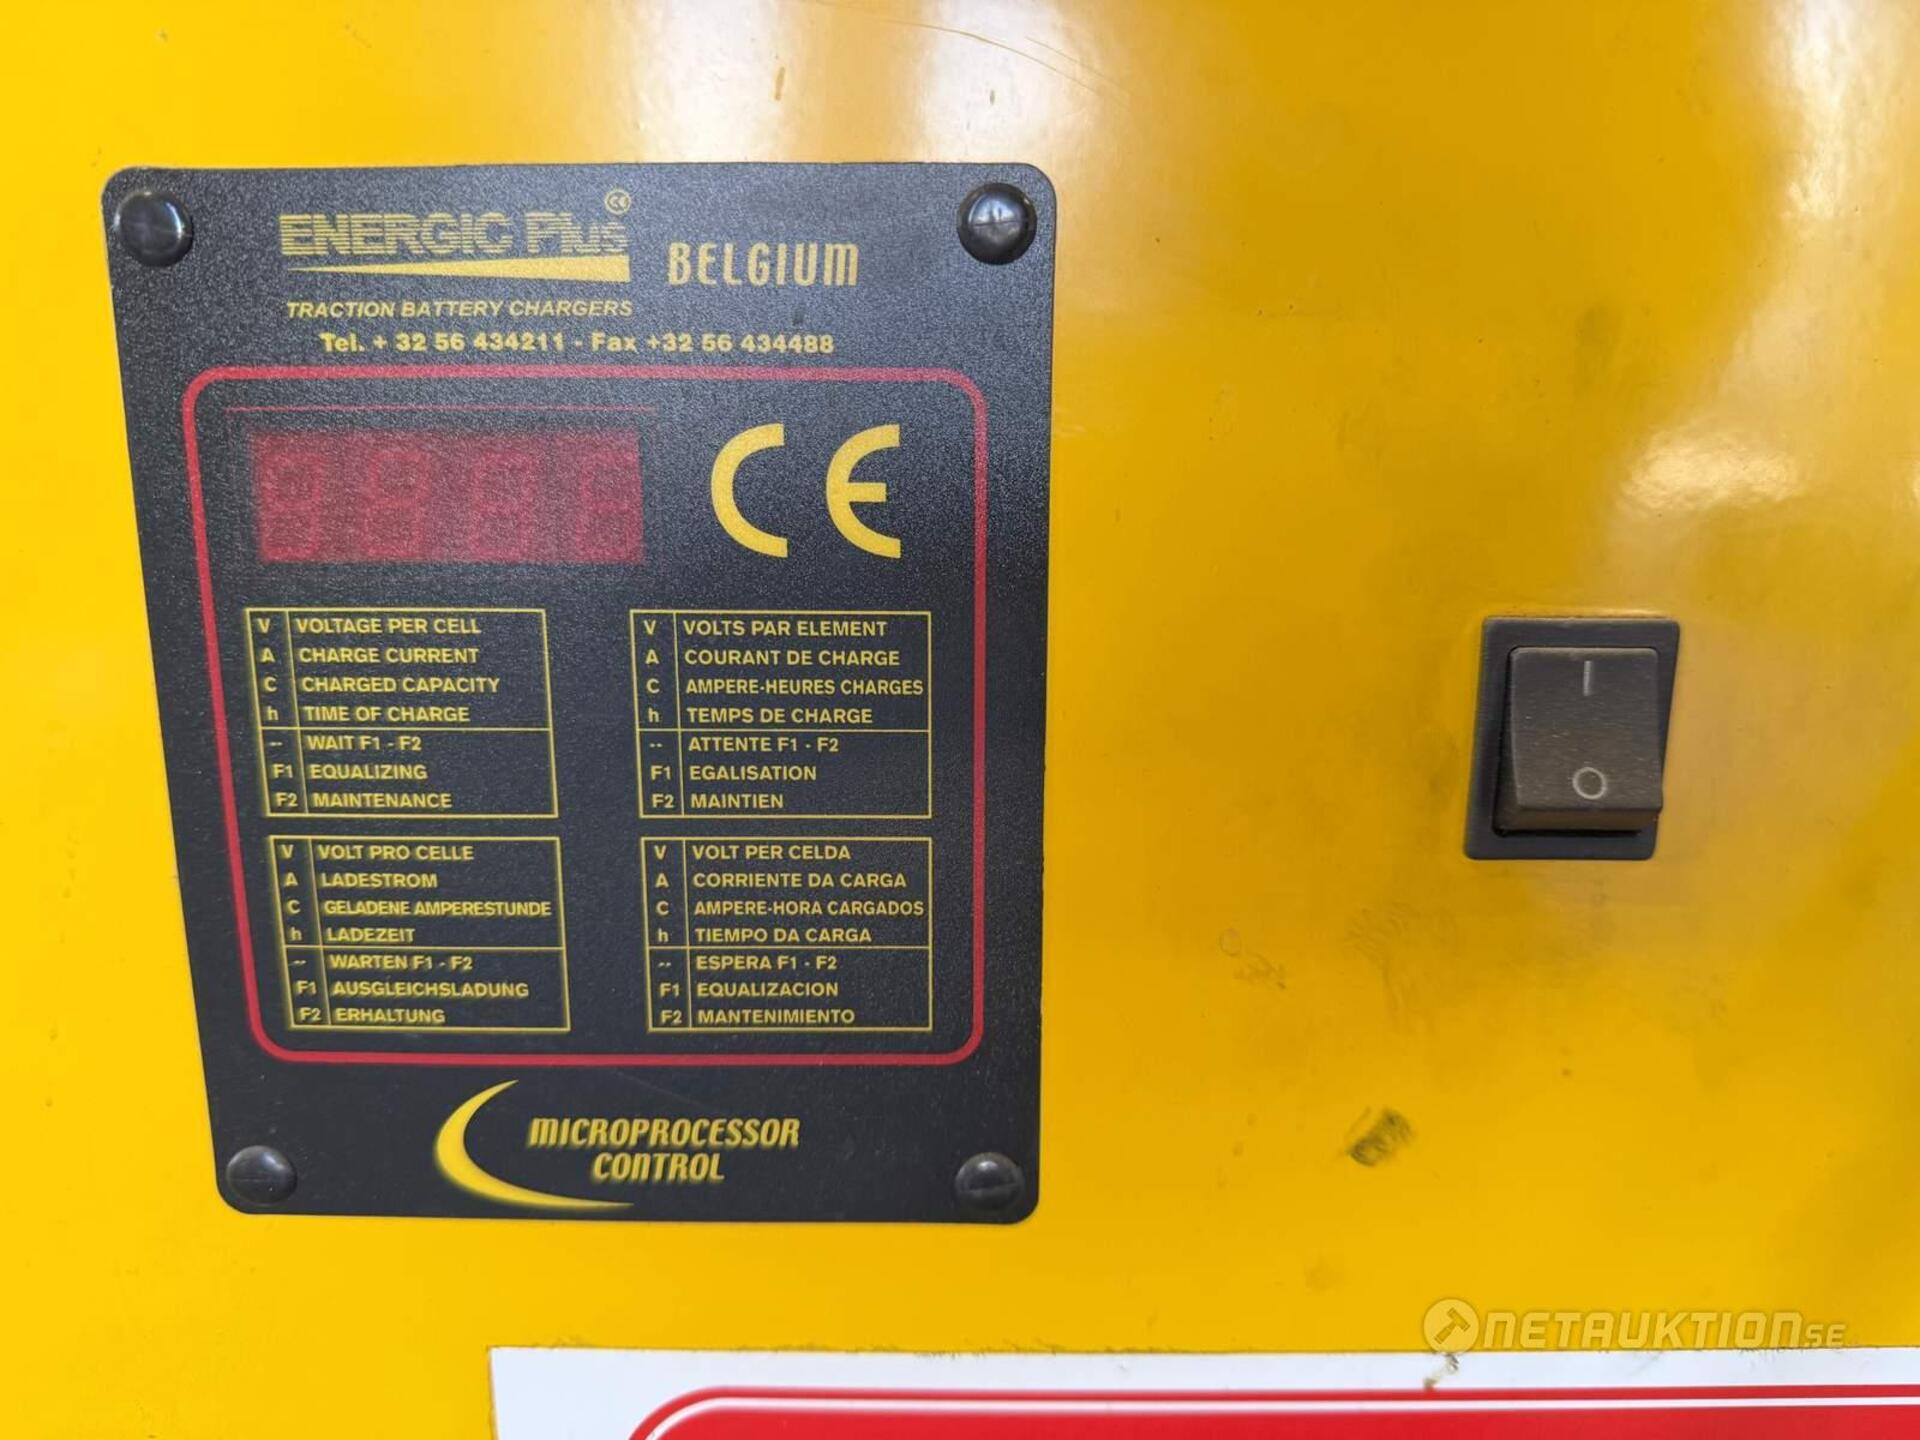 ENERGIC Plus CE
BELGIUM
TRACTION BATTERY CHARGERS
Tel. + 32 56 434211 - Fax +32 56 434488
CE
V VOLTAGE PER CELL
A CHARGE CURRENT
C CHARGED CAPACITY
h TIME OF CHARGE
-- WAIT F1 - F2
F1 EQUALIZING
F2 MAINTENANCE
V VOLTS PAR ELEMENT
A COURANT DE CHARGE
C AMPERE-HEURES CHARGES
h TEMPS DE CHARGE
-- ATTENTE F1 - F2
F1 EGALISATION
F2 MAINTIEN
V VOLT PRO CELLE
A LADESTROM
C GELADENE AMPERESTUNDE
h LADEZEIT
-- WARTEN F1 - F2
F1 AUSGLEICHSLADUNG
F2 ERHALTUNG
V VOLT PER CELDA
A CORRIENTE DA CARGA
C AMPERE-HORA CARGADOS
h TIEMPO DA CARGA
-- ESPERA F1 - F2
F1 EQUALIZACION
F2 MANTENIMIENTO
MICROPROCESSOR
CONTROL
I
O
NETAUKTION.SE